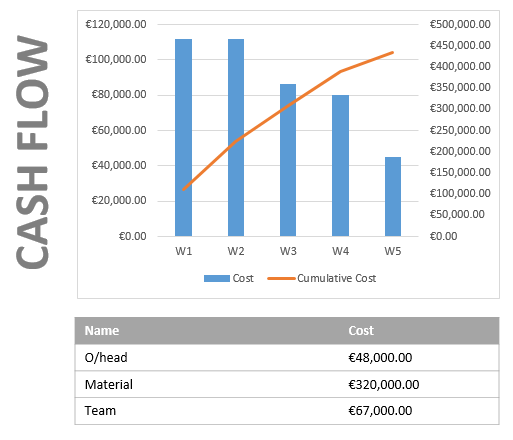 CASH FLOW
€120,000.00
€100,000.00
€80,000.00
€60,000.00
€40,000.00
€20,000.00
€0.00
€500,000.00
€450,000.00
€400,000.00
€350,000.00
€300,000.00
€250,000.00
€200,000.00
€150,000.00
€100,000.00
€50,000.00
€0.00
W1 W2 W3 W4 W5
Cost Cumulative Cost
Name Cost
O/head €48,000.00
Material €320,000.00
Team €67,000.00